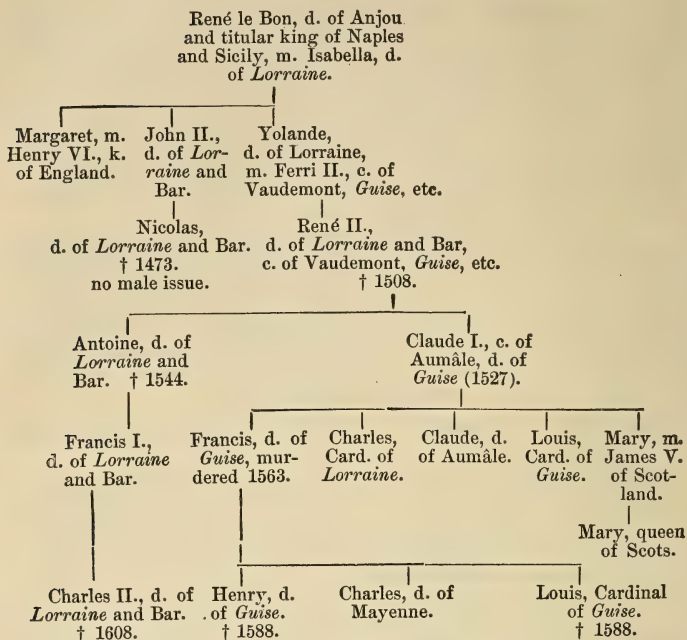 René le Bon, d. of Anjou
and titular king of Naples
and Sicily, m. Isabella, d.
of Lorraine.
Margaret, m.
Henry VI., k.
of England.
John II.,
d. of Lor-
raine and
Bar.
Yolande,
d. of Lorraine,
m. Ferri II., c. of
Vaudemont, Guise, etc.
Nicolas,
d. of Lorraine and Bar.
† 1473.
no male issue.
René II.,
d. of Lorraine and Bar,
c. of Vaudemont, Guise, etc.
† 1508.
Antoine, d. of
Lorraine and
Bar. † 1544.
Claude I., c. of
Aumâle, d. of
Guise (1527).
Francis I.,
d. of Lorraine
and Bar.
Francis, d. of
Guise, mur-
dered 1563.
Charles,
Card. of
Lorraine.
Claude, d.
of Aumâle.
Louis,
Card. of
Guise.
Mary, m.
James V.
of Scot-
land.
Mary, queen
of Scots.
Charles II., d. of
Lorraine and Bar.
† 1608.
Henry, d.
of Guise.
† 1588.
Charles, d. of
Mayenne.
Louis, Cardinal
of Guise.
† 1588.